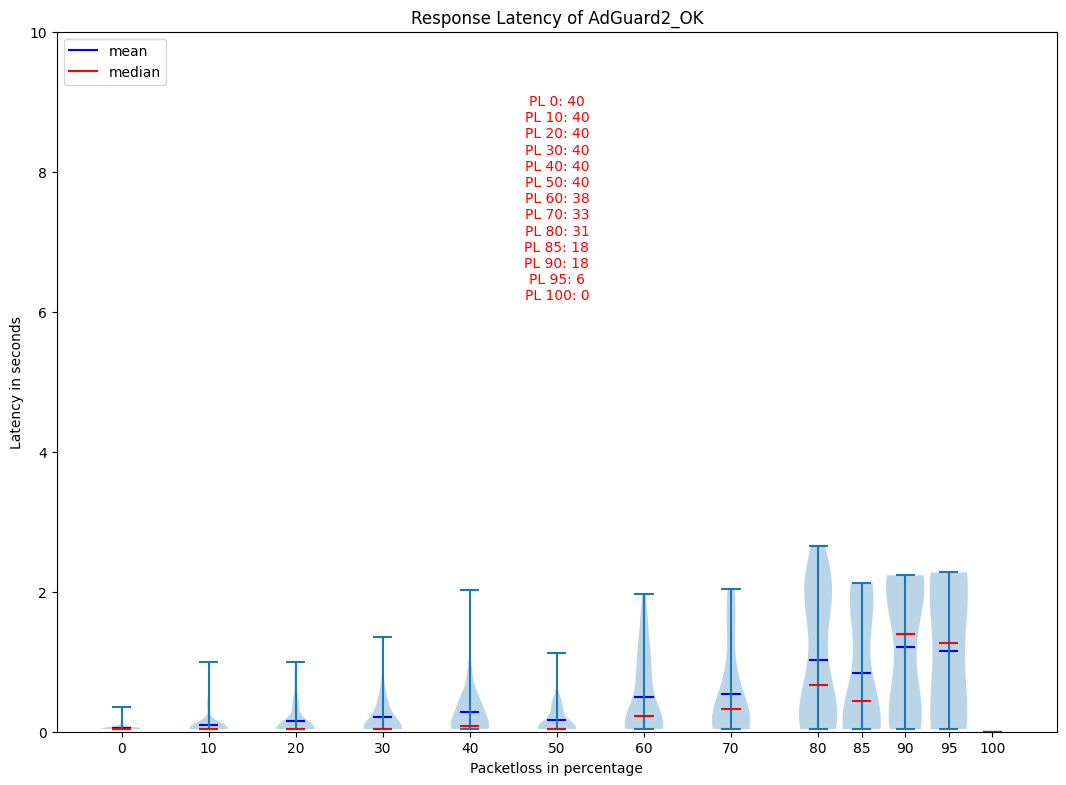 Response Latency of AdGuard2_OK
mean
median
PL 0: 40
PL 10: 40
PL 20: 40
PL 30: 40
PL 40: 40
PL 50: 40
PL 60: 38
PL 70: 33
PL 80: 31
PL 85: 18
PL 90: 18
PL 95: 6
PL 100: 0
Latency in seconds
10
8
6
4
2
0
0 10 20 30 40 50 60 70 80 85 90 95 100
Packetloss in percentage